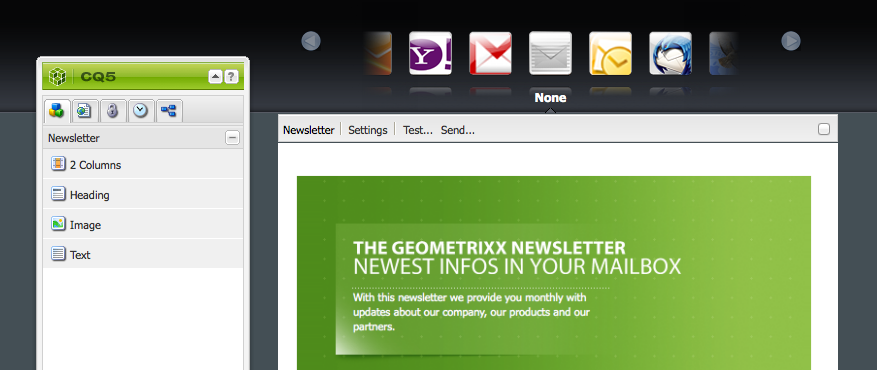 Y!
None
CQ5
?
Newsletter
2 Columns
Heading
Image
Text
Newsletter Settings Test... Send...
THE GEOMETRIXX NEWSLETTER
NEWEST INFOS IN YOUR MAILBOX
With this newsletter we provide you monthly with
updates about our company, our products and our
partners.